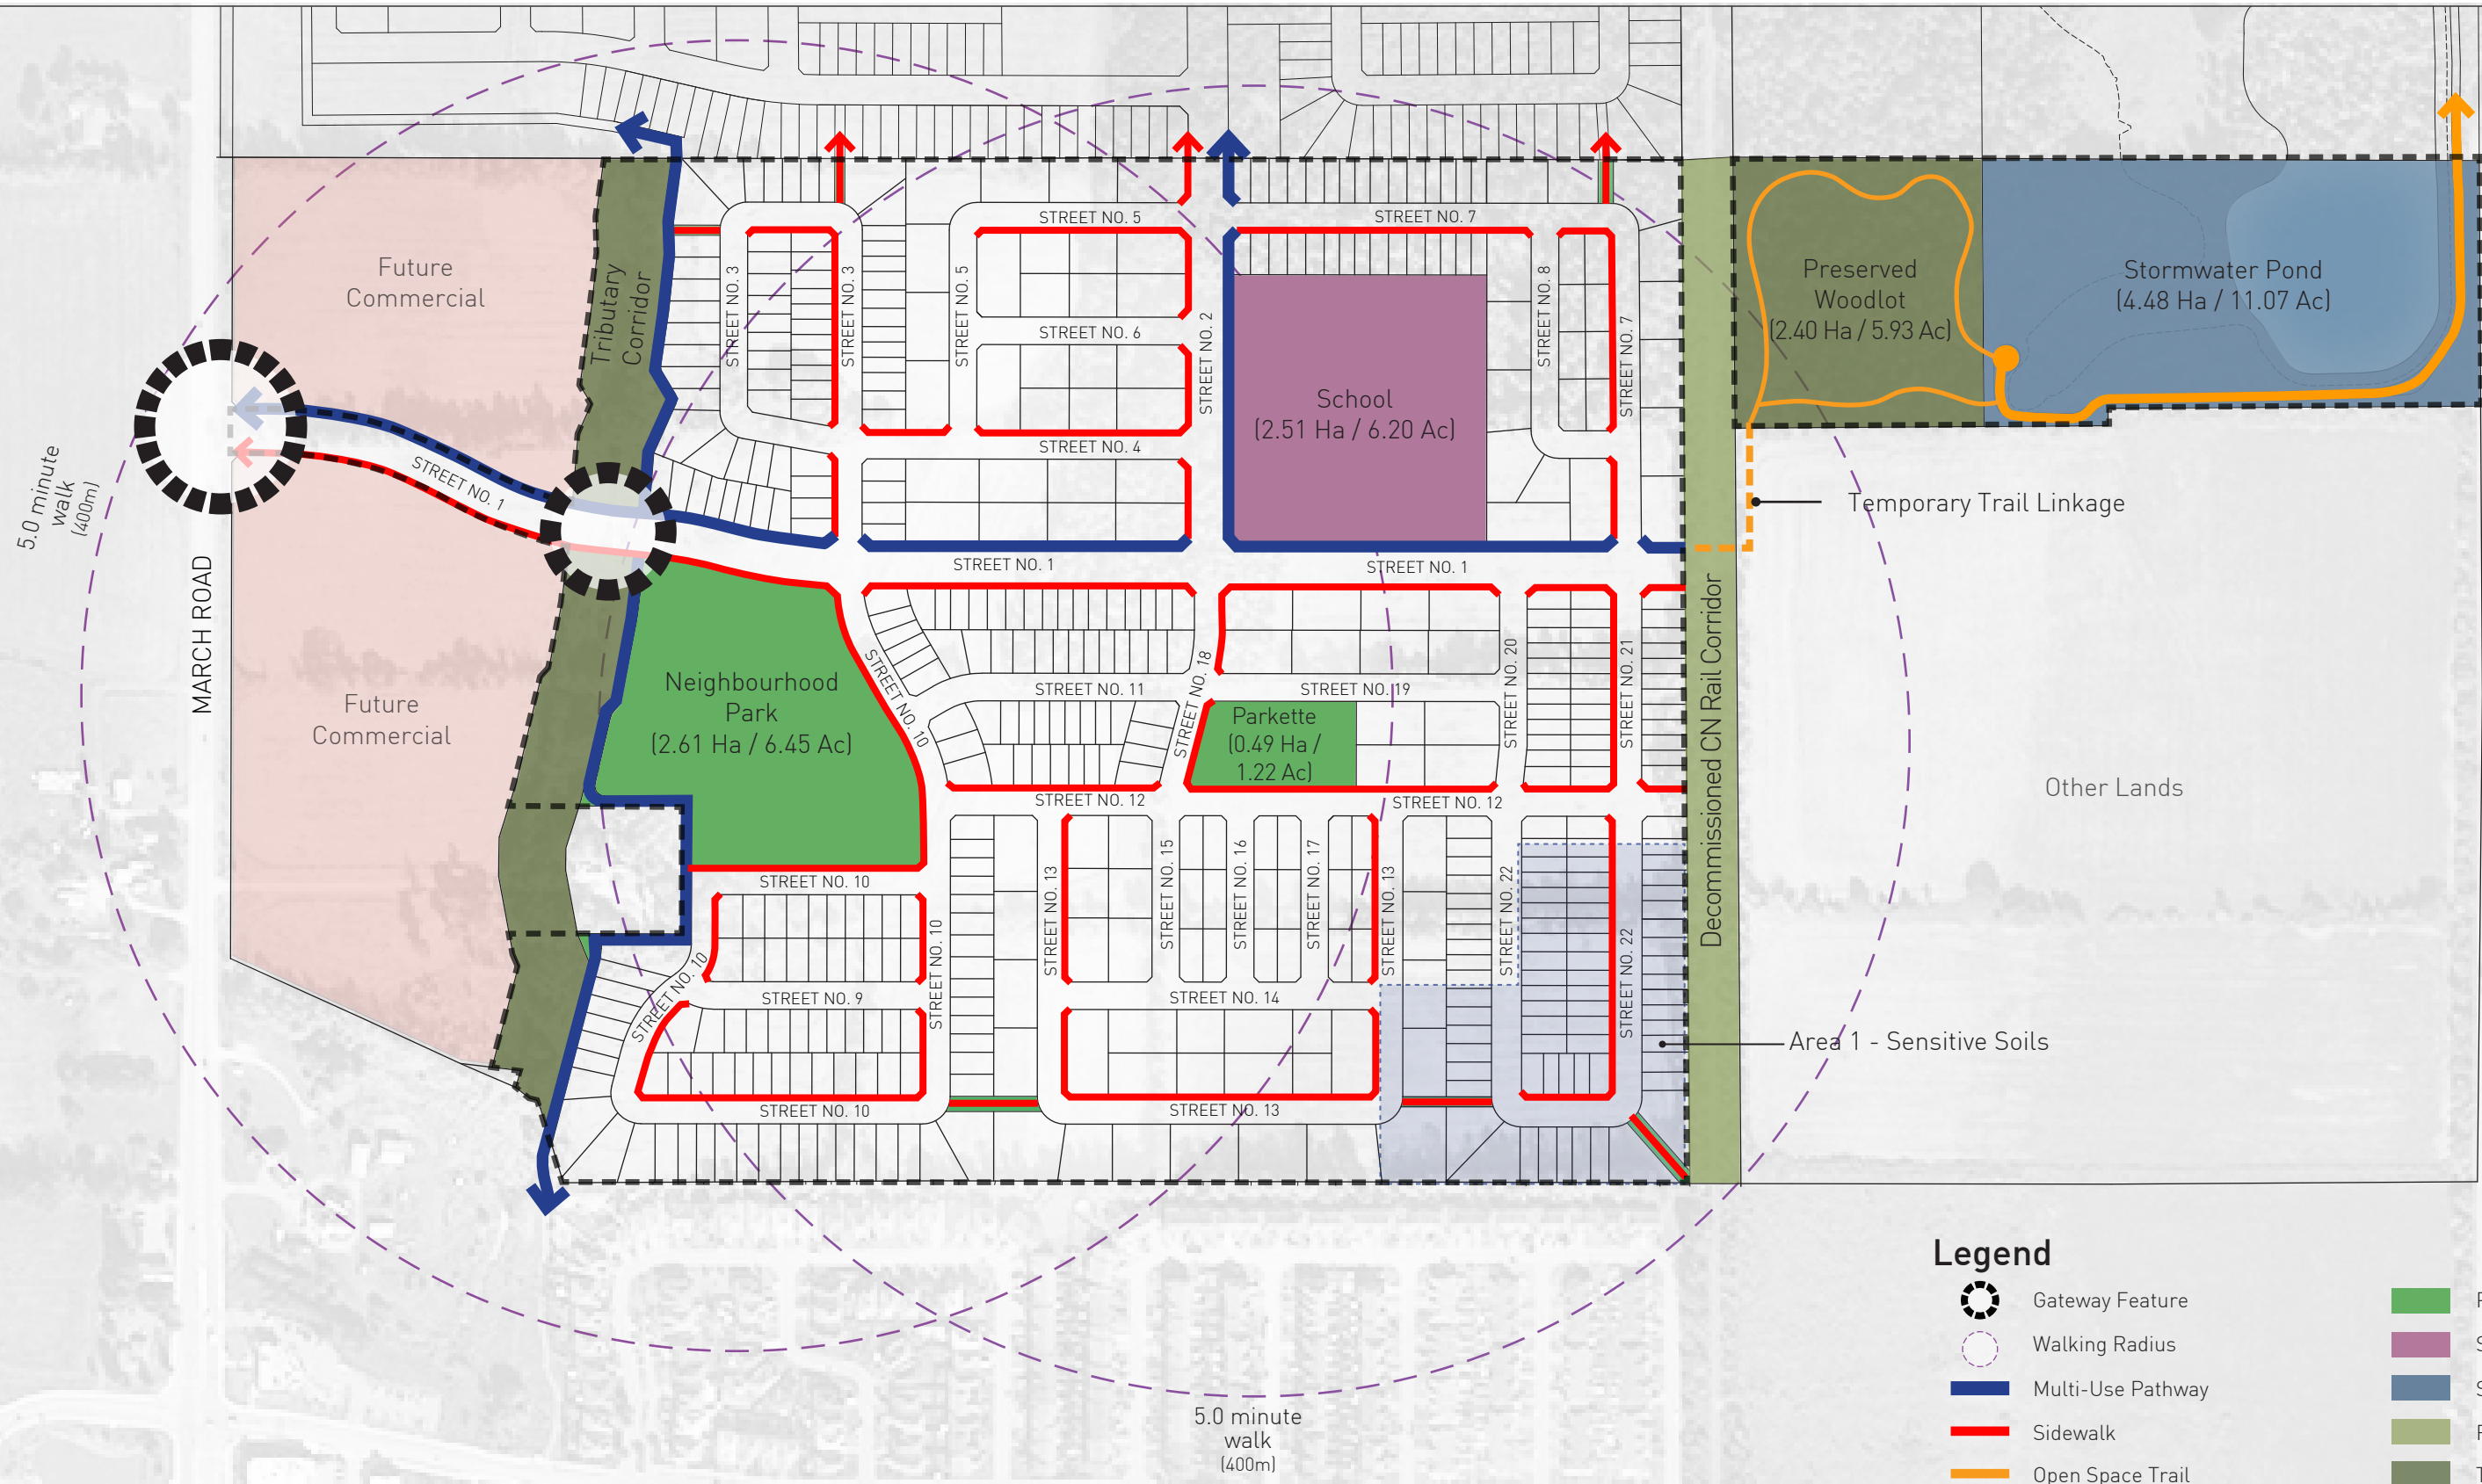 STREET NO. 5
STREET NO. 7
Future
Commercial
Tributary
Corridor
STREET NO. 3
STREET NO. 3
STREET NO. 5
STREET NO. 6
STREET NO. 2
STREET NO. 8
STREET NO. 7
Preserved
Woodlot
(2.40 Ha / 5.93 Ac)
Stormwater Pond
(4.48 Ha / 11.07 Ac)
School
(2.51 Ha / 6.20 Ac)
STREET NO. 4
5.0 minute
walk
(400m)
STREET NO. 1
Temporary Trail Linkage
STREET NO. 1
STREET NO. 1
MARCH ROAD
Future
Commercial
Neighbourhood
Park
(2.61 Ha / 6.45 Ac)
STREET NO. 10
STREET NO. 11
STREET NO. 18
STREET NO. 19
STREET NO. 20
STREET NO. 21
Decommissioned CN Rail Corridor
Parkette
(0.49 Ha /
1.22 Ac)
Other Lands
STREET NO. 12
STREET NO. 12
STREET NO. 10
STREET NO. 10
STREET NO. 13
STREET NO. 15
STREET NO. 16
STREET NO. 17
STREET NO. 13
STREET NO. 22
STREET NO. 22
STREET NO. 10
STREET NO. 9
STREET NO. 14
Area 1 - Sensitive Soils
STREET NO. 10
STREET NO. 13
Legend
Gateway Feature
Walking Radius
Multi-Use Pathway
Sidewalk
Open Space Trail
5.0 minute
walk
(400m)